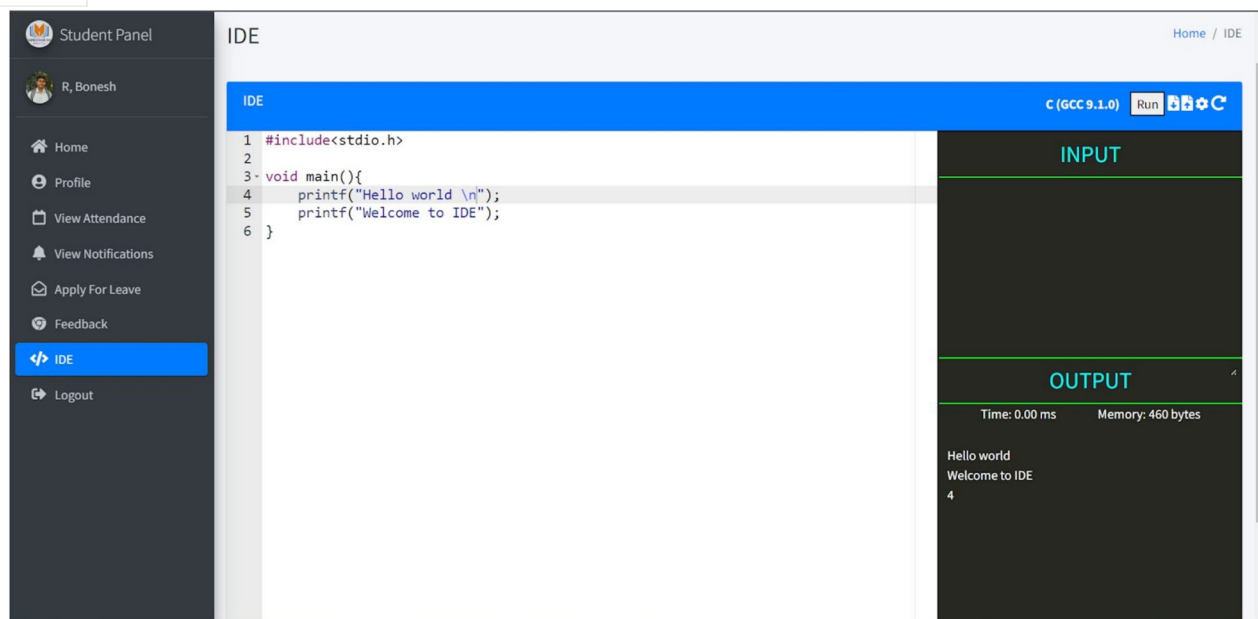 Student Panel
R, Bonesh
Home
Profile
View Attendance
View Notifications
Apply For Leave
Feedback
</> IDE
Logout
IDE
Home / IDE
IDE
C (GCC 9.1.0) Run
1 #include<stdio.h>
2
3 void main(){
4     printf("Hello world \n");
5     printf("Welcome to IDE");
6 }
INPUT
OUTPUT
Time: 0.00 ms Memory: 460 bytes
Hello world
Welcome to IDE
4